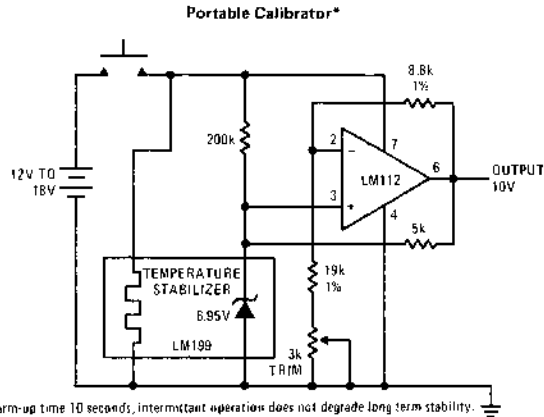 Portable Calibrator*
8.8k
1%
200k
2
7
6
OUTPUT
10V
LM112
12V TO
18V
3
4
5k
TEMPERATURE
STABILIZER
6.95V
19k
1%
LM199
3k
TRIM
arm-up time 10 seconds, intermittant operation does not degrade long term stability.